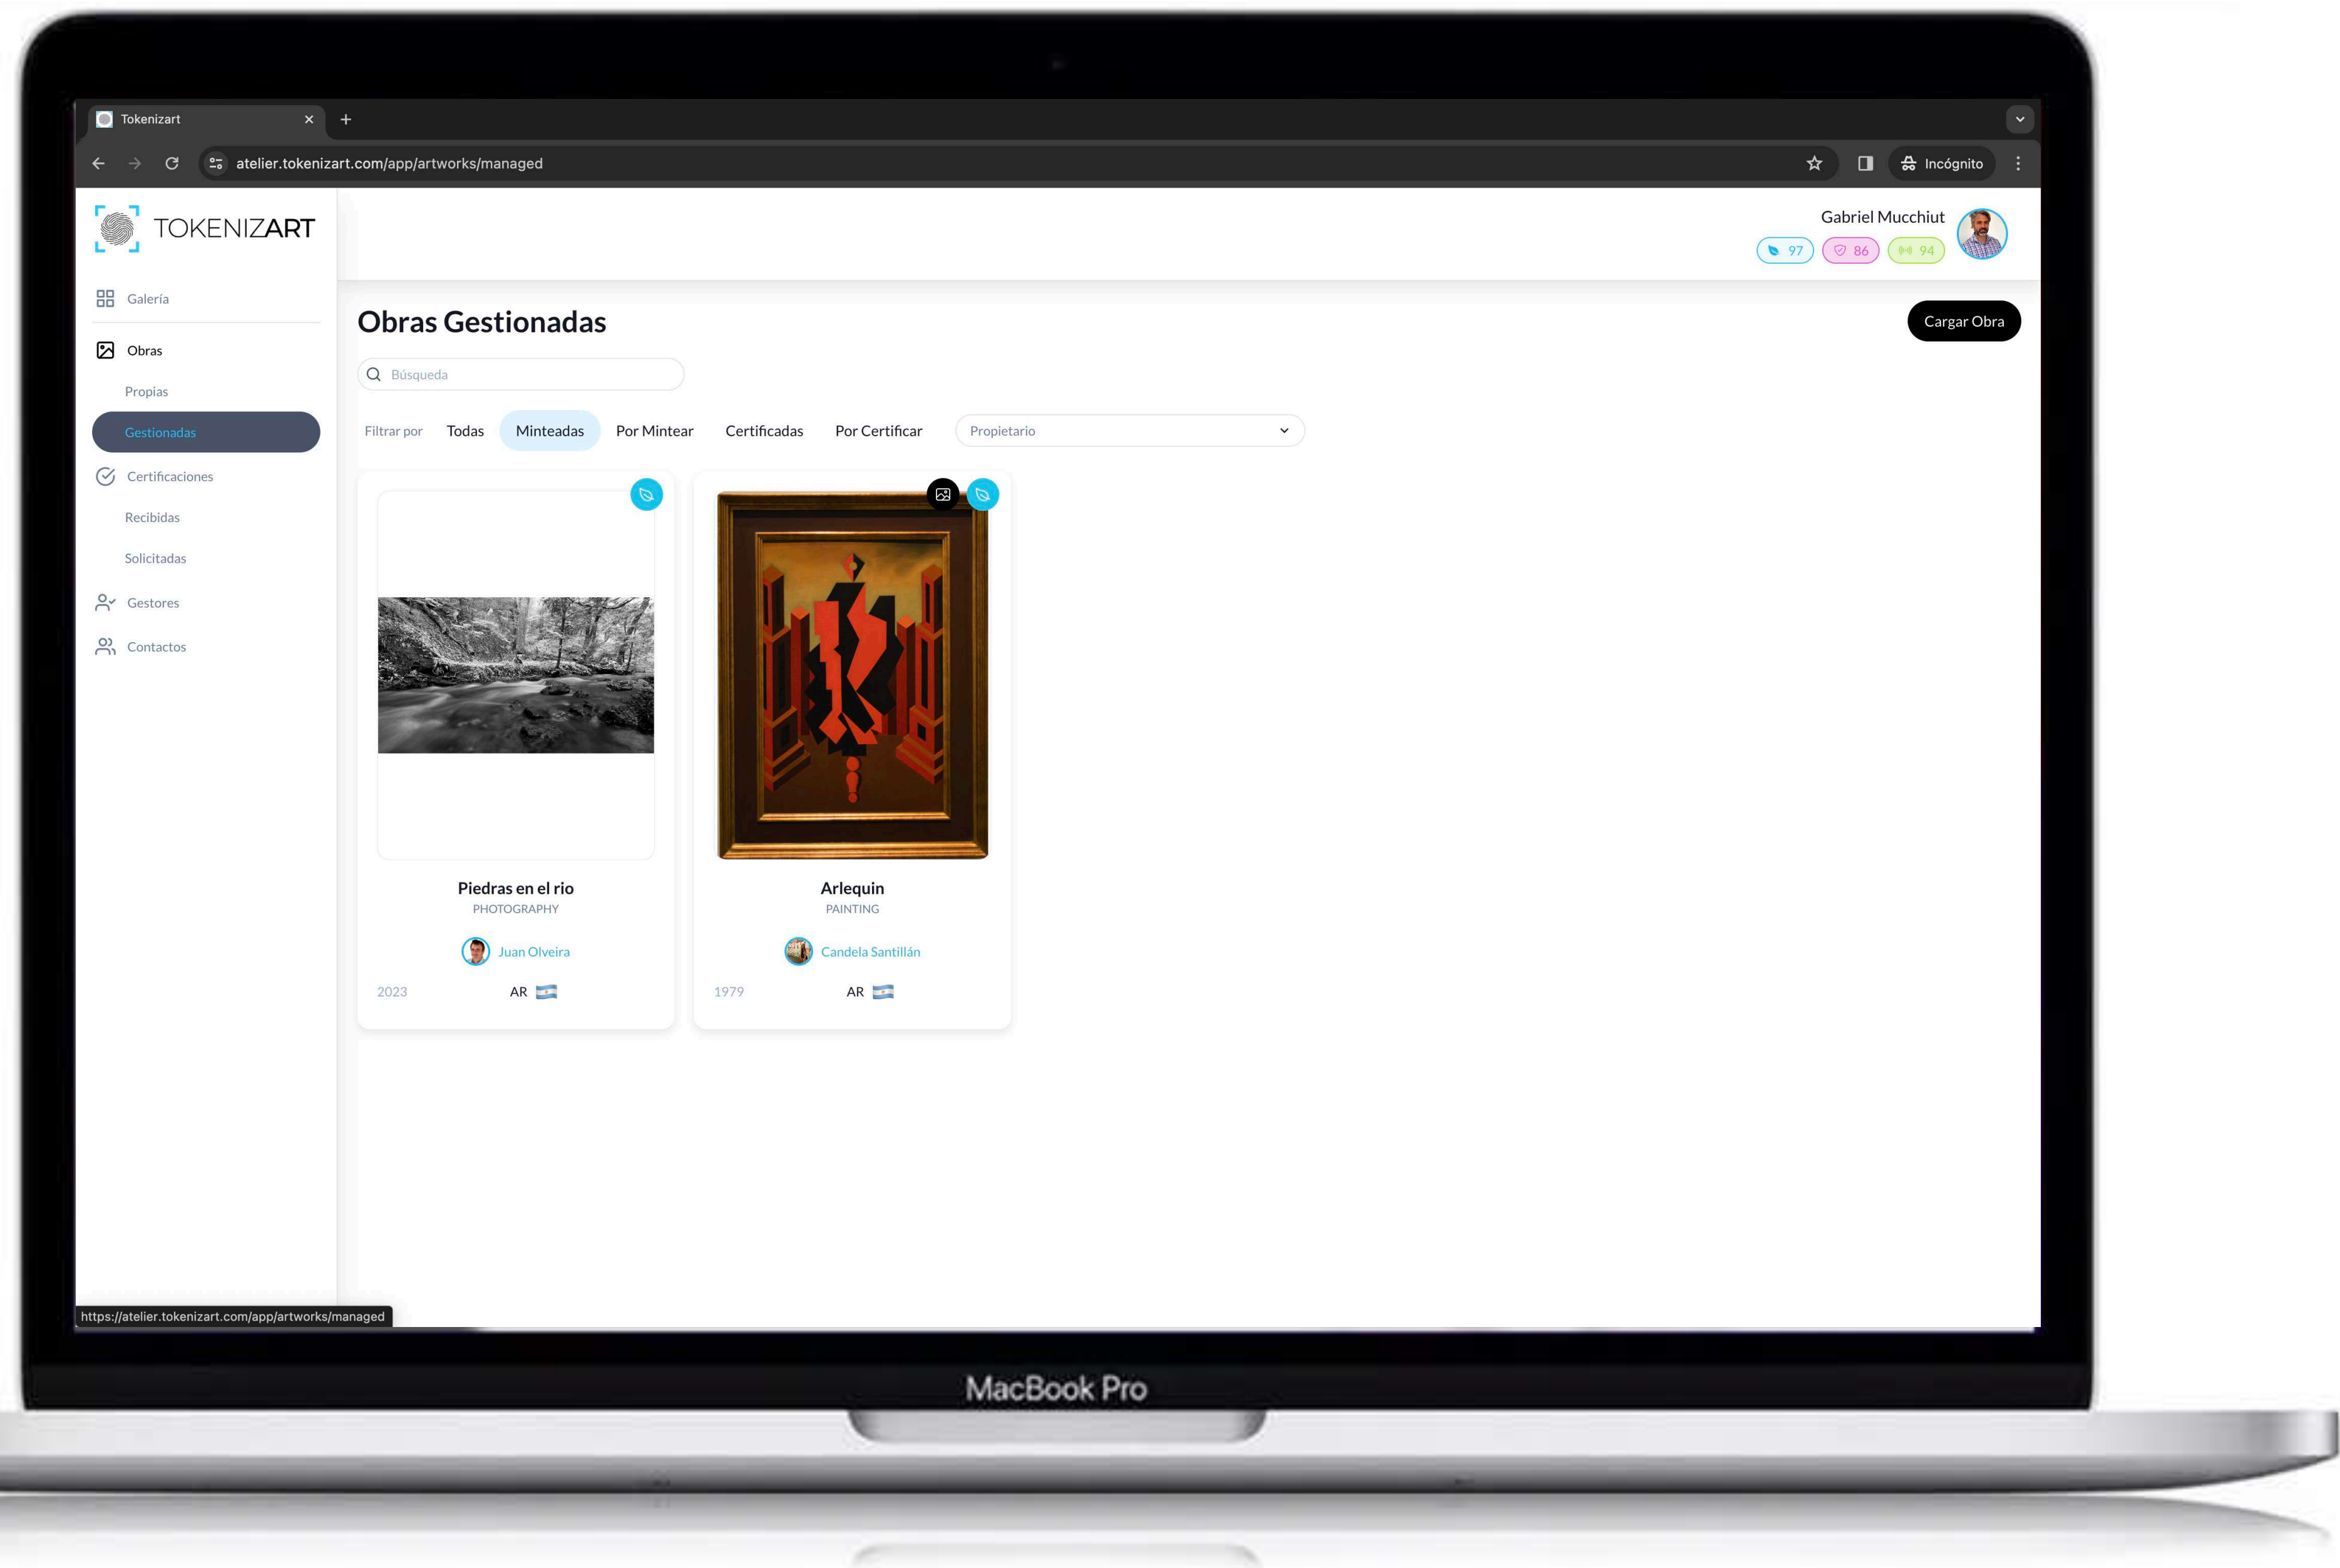 Tokenizart
atelier.tokenizart.com/app/artworks/managed
Incógnito
TOKENIZART
Gabriel Mucchiut
97 86 94
Galería
Obras
Propias
Gestionadas
Certificaciones
Recibidas
Solicitadas
Gestores
Contactos
Obras Gestionadas
Cargar Obra
Búsqueda
Filtrar por Todas Minteadas Por Mintear Certificadas Por Certificar Propietario
Piedras en el rio
PHOTOGRAPHY
Juan Olveira
2023 AR
Arlequin
PAINTING
Candela Santillán
1979 AR
https://atelier.tokenizart.com/app/artworks/managed
MacBook Pro